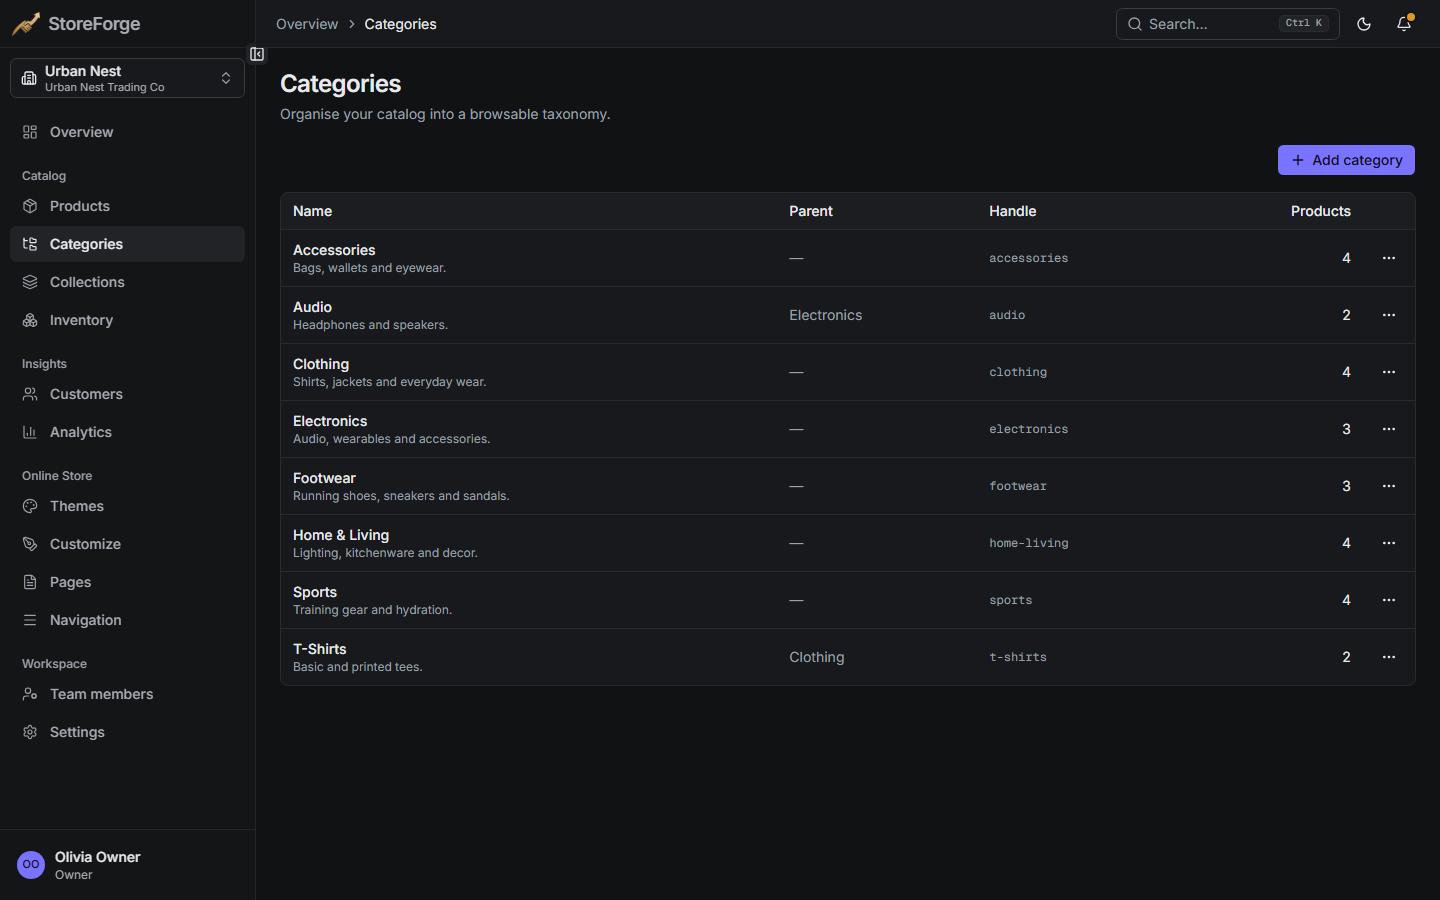 StoreForge
Overview > Categories
Search...
Ctrl K
Urban Nest
Urban Nest Trading Co
Overview
Catalog
Products
Categories
Collections
Inventory
Insights
Customers
Analytics
Online Store
Themes
Customize
Pages
Navigation
Workspace
Team members
Settings
OO
Olivia Owner
Owner
Categories
Organise your catalog into a browsable taxonomy.
+ Add category
Name Parent Handle Products
Accessories
Bags, wallets and eyewear.
— accessories 4
Audio
Headphones and speakers.
Electronics audio 2
Clothing
Shirts, jackets and everyday wear.
— clothing 4
Electronics
Audio, wearables and accessories.
— electronics 3
Footwear
Running shoes, sneakers and sandals.
— footwear 3
Home & Living
Lighting, kitchenware and decor.
— home-living 4
Sports
Training gear and hydration.
— sports 4
T-Shirts
Basic and printed tees.
Clothing t-shirts 2